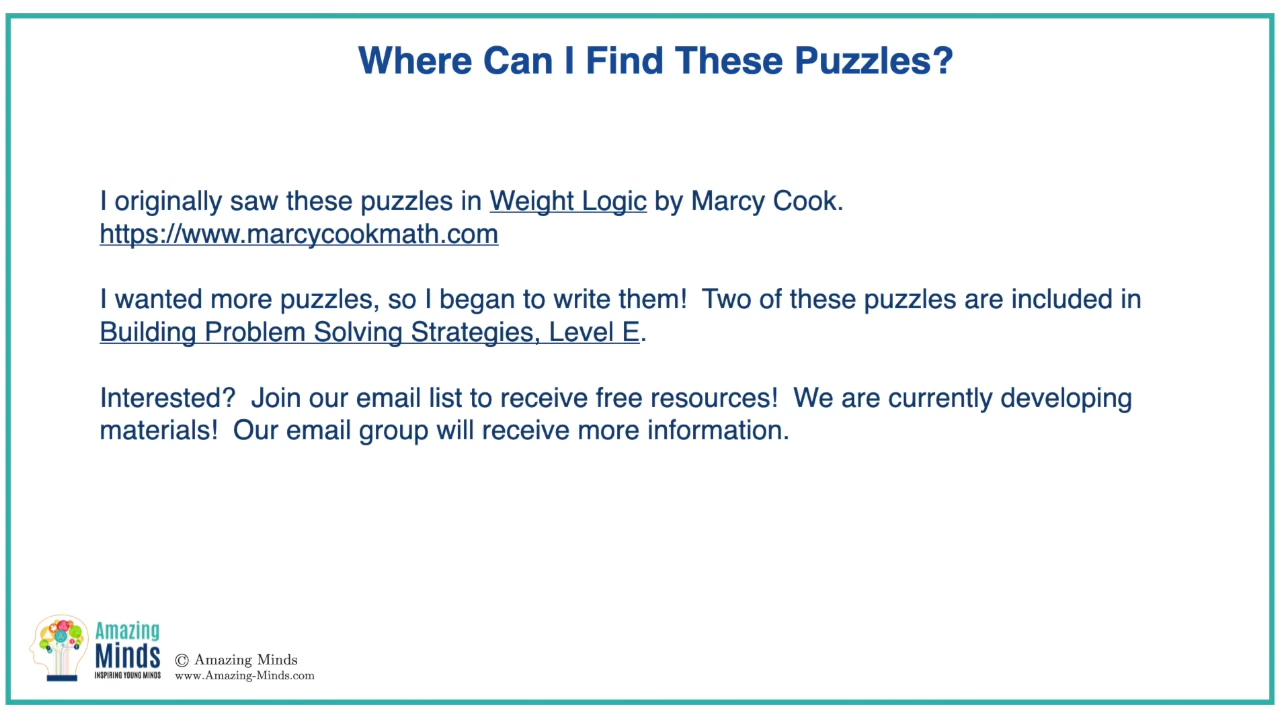 Where Can I Find These Puzzles?
I originally saw these puzzles in Weight Logic by Marcy Cook.
https://www.marcycookmath.com
I wanted more puzzles, so I began to write them!  Two of these puzzles are included in
Building Problem Solving Strategies, Level E.
Interested?  Join our email list to receive free resources!  We are currently developing
materials!  Our email group will receive more information.
Amazing
Minds
INSPIRING YOUNG MINDS
© Amazing Minds
www.Amazing-Minds.com